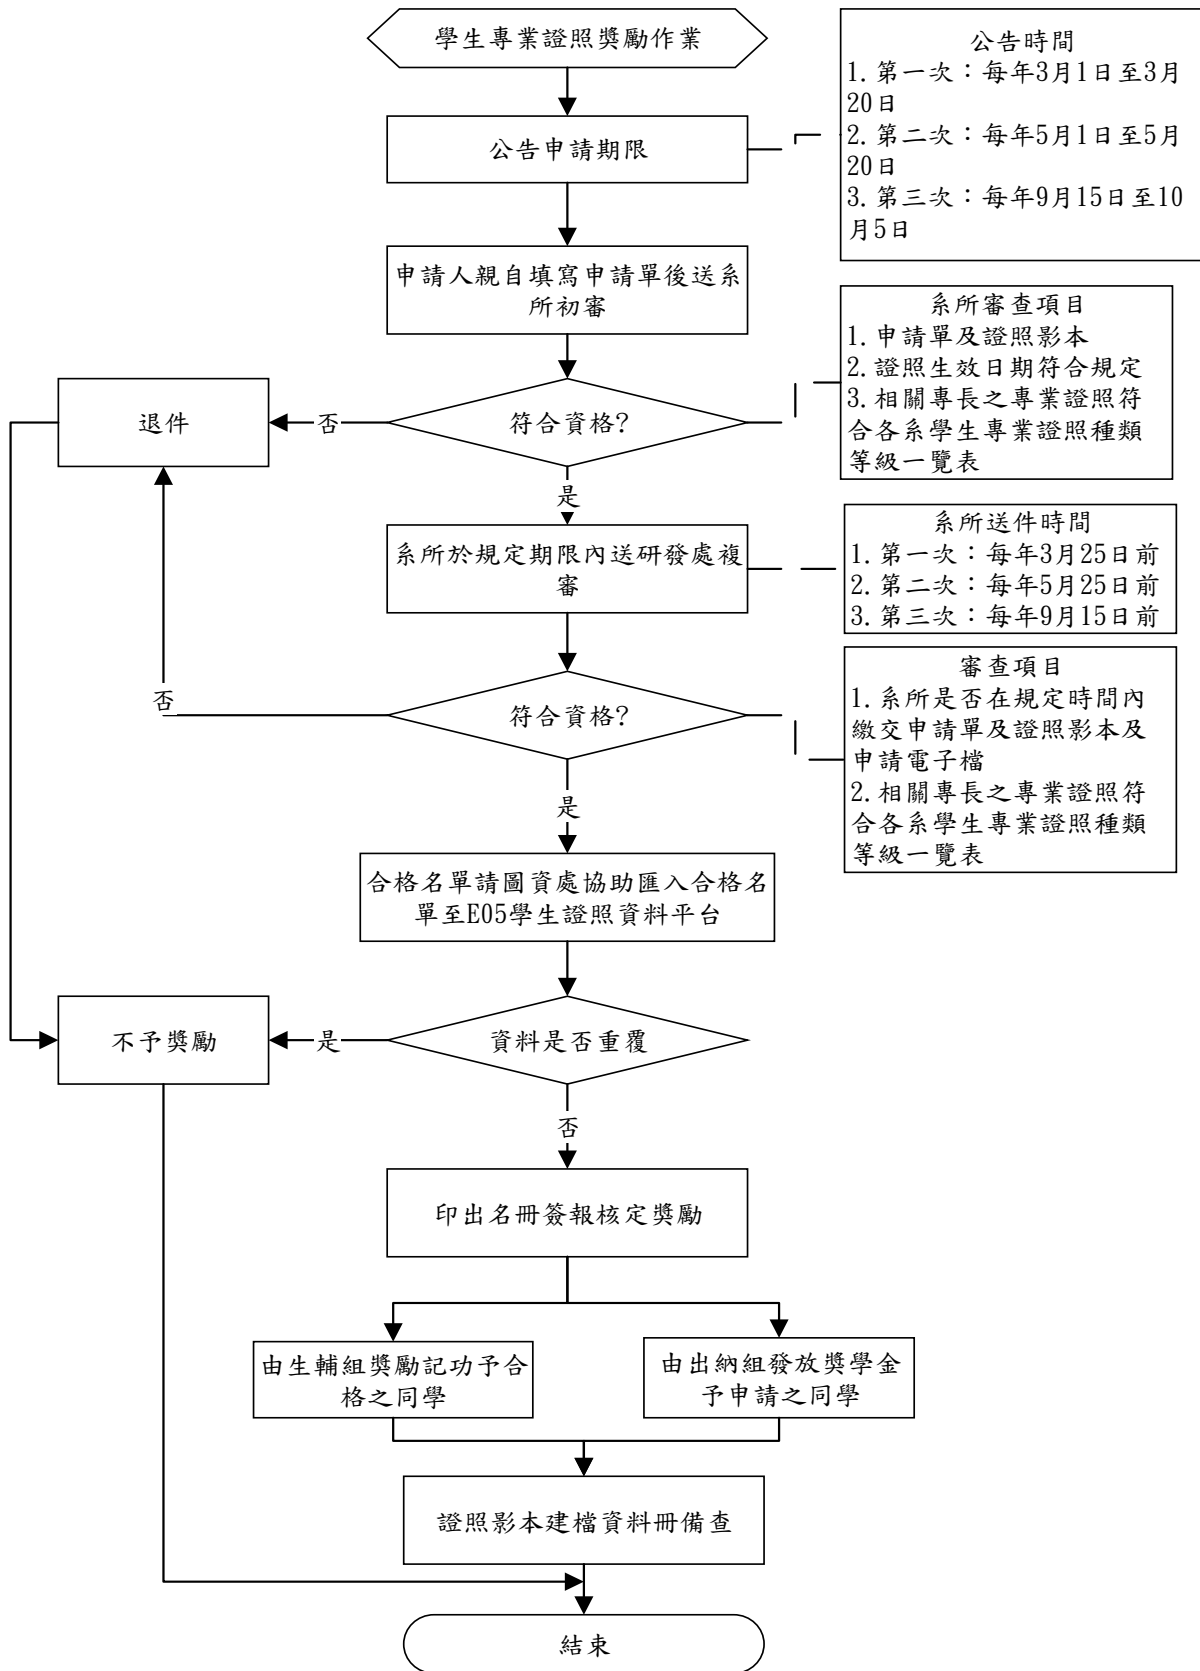 學生專業證照獎勵作業
公告時間
1.第一次：每年3月1日至3月
20日
2.第二次：每年5月1日至5月
20日
3.第三次：每年9月15日至10
月5日
公告申請期限
申請人親自填寫申請單後送系
所初審
系所審查項目
1.申請單及證照影本
2.證照生效日期符合規定
3.相關專長之專業證照符
合各系學生專業證照種類
等級一覽表
退件
否
符合資格?
是
系所於規定期限內送研發處複
審
系所送件時間
1.第一次：每年3月25日前
2.第二次：每年5月25日前
3.第三次：每年9月15日前
否
符合資格?
審查項目
1.系所是否在規定時間內
繳交申請單及證照影本及
申請電子檔
2.相關專長之專業證照符
合各系學生專業證照種類
等級一覽表
是
合格名單請圖資處協助匯入合格名
單至E05學生證照資料平台
不予獎勵
是
資料是否重覆
否
印出名冊簽報核定獎勵
由生輔組獎勵記功予合
格之同學
由出納組發放獎學金
予申請之同學
證照影本建檔資料冊備查
結束